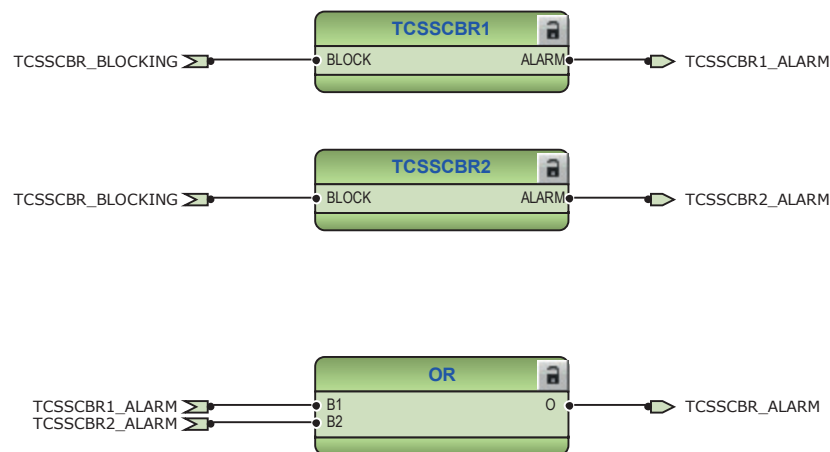 TCSSCBR1
TCSSCBR_BLOCKING BLOCK ALARM TCSSCBR1_ALARM
TCSSCBR2
TCSSCBR_BLOCKING BLOCK ALARM TCSSCBR2_ALARM
OR
TCSSCBR1_ALARM B1 O TCSSCBR_ALARM
TCSSCBR2_ALARM B2